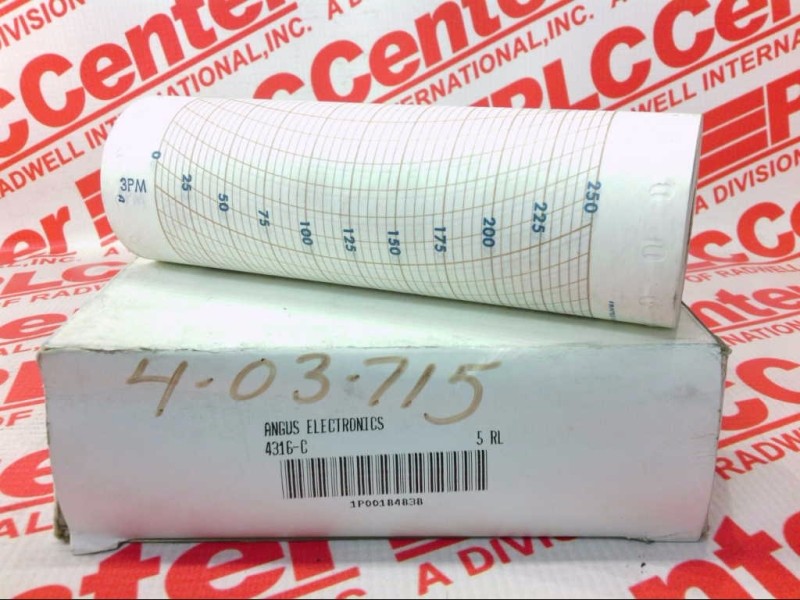 PLCCenter
A DIVISION OF RADWELL INTERNATIONAL, INC.
3PM
0
25
50
75
100
125
150
175
200
225
250
4-03-715
ANGUS ELECTRONICS
4316-C 5 RL
1P00184838